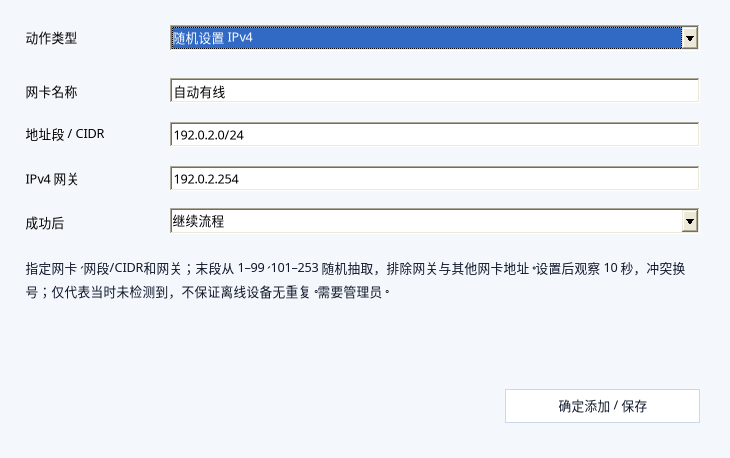 动作类型
随机设置 IPv4
网卡名称
自动有线
地址段 / CIDR
192.0.2.0/24
IPv4 网关
192.0.2.254
成功后
继续流程
指定网卡、网段/CIDR和网关；末段从 1–99、101–253 随机抽取，排除网关与其他网卡地址。设置后观察 10 秒，冲突换
号；仅代表当时未检测到，不保证离线设备无重复。需要管理员。
确定添加 / 保存